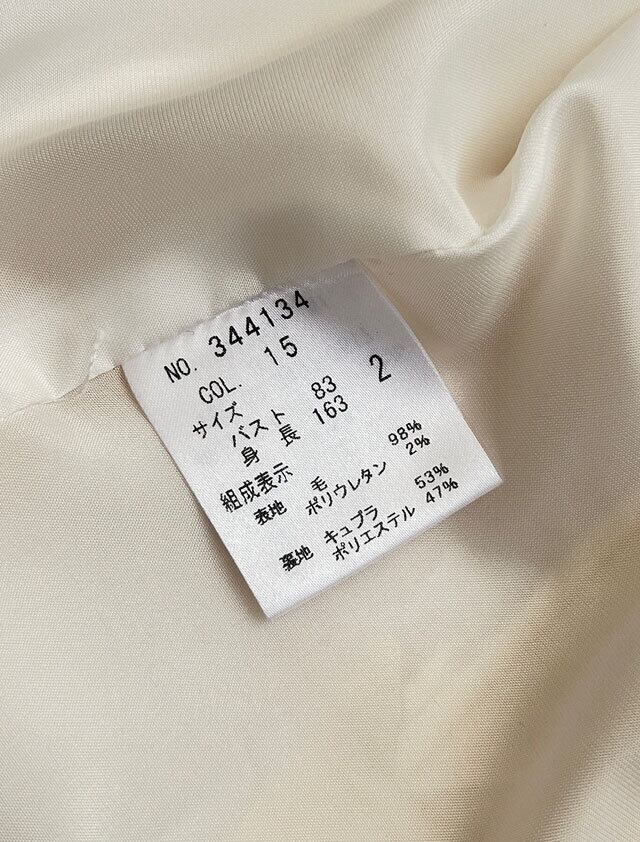 NO. 344134
COL. 15
サイズ 2
バスト 83
身長 163
組成表示
表地 毛 98%
ポリウレタン 2%
裏地 キュプラ 53%
ポリエステル 47%